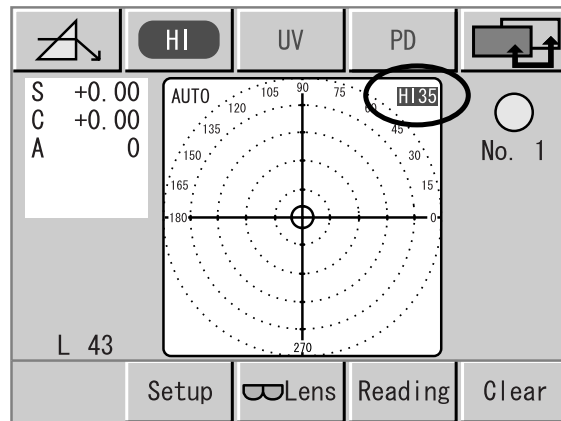 HI UV PD
S +0.00
C +0.00
A 0
AUTO
HI35
90
105
75
120
60
135
45
150
30
165
15
180
0
270
No. 1
L 43
Setup
Lens
Reading
Clear